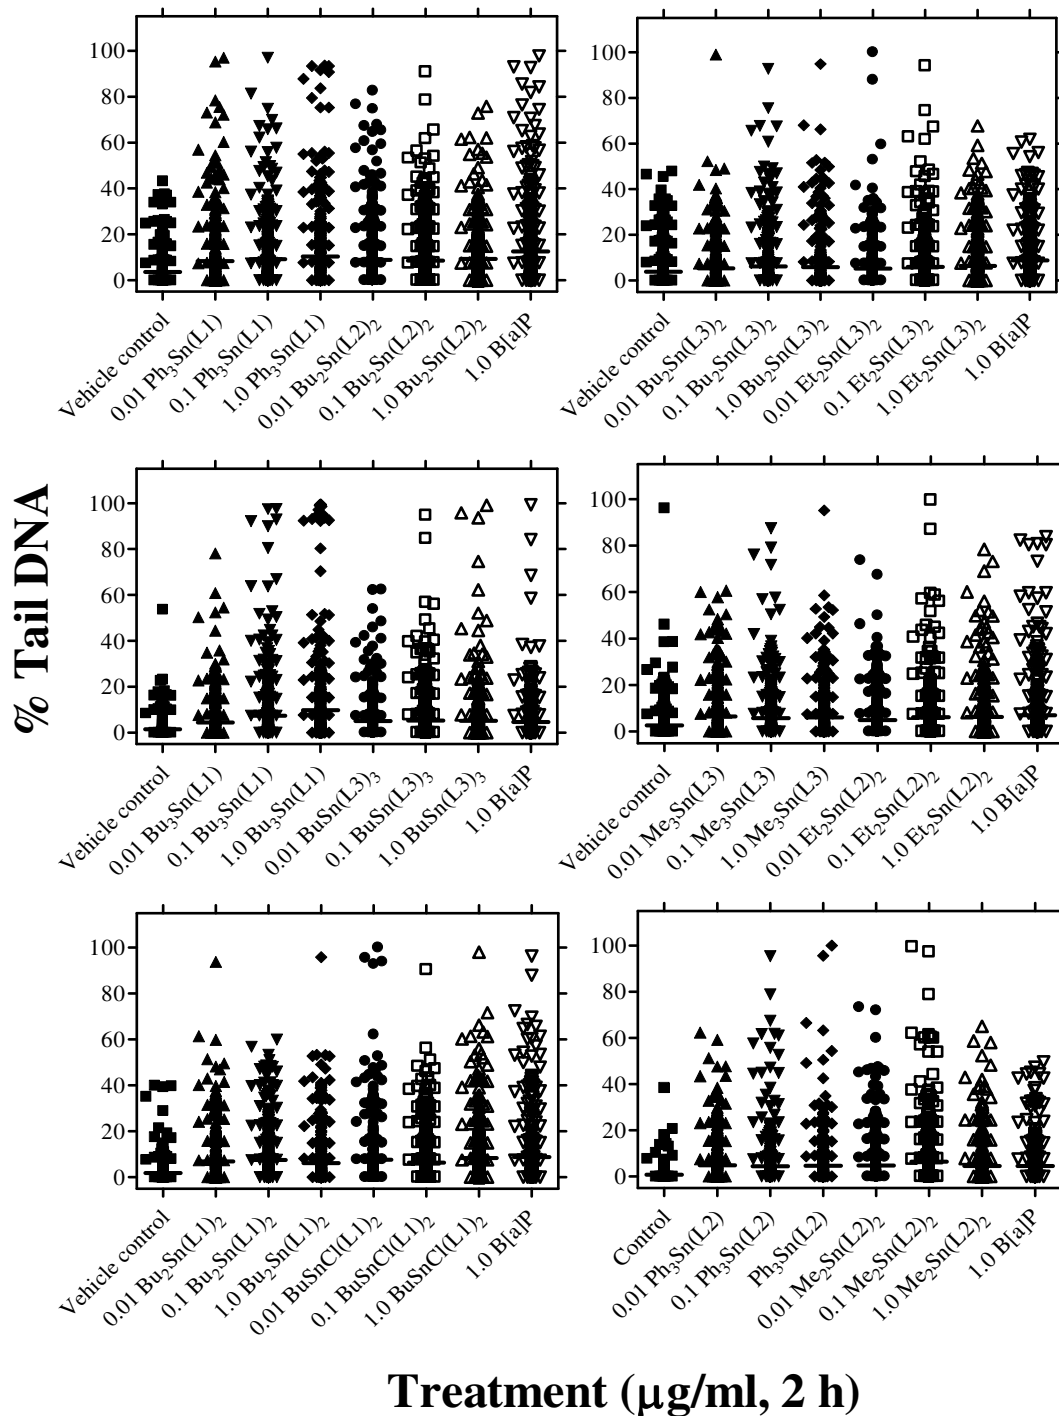 % Tail DNA
100
80
60
40
20
0
Vehicle control
0.01 Ph₃Sn(L1)
0.1 Ph₃Sn(L1)
1.0 Ph₃Sn(L1)
0.01 Bu₂Sn(L2)₂
0.1 Bu₂Sn(L2)₂
1.0 Bu₂Sn(L2)₂
1.0 B[a]P
100
80
60
40
20
0
Vehicle control
0.01 Bu₂Sn(L3)₂
0.1 Bu₂Sn(L3)₂
1.0 Bu₂Sn(L3)₂
0.01 Et₂Sn(L3)₂
0.1 Et₂Sn(L3)₂
1.0 Et₂Sn(L3)₂
1.0 B[a]P
100
80
60
40
20
0
Vehicle control
0.01 Bu₃Sn(L1)
0.1 Bu₃Sn(L1)
1.0 Bu₃Sn(L1)
0.01 BuSn(L3)₃
0.1 BuSn(L3)₃
1.0 BuSn(L3)₃
1.0 B[a]P
100
80
60
40
20
0
Vehicle control
0.01 Me₃Sn(L3)
0.1 Me₃Sn(L3)
1.0 Me₃Sn(L3)
0.01 Et₂Sn(L2)₂
0.1 Et₂Sn(L2)₂
1.0 Et₂Sn(L2)₂
1.0 B[a]P
100
80
60
40
20
0
Vehicle control
0.01 Bu₂Sn(L1)₂
0.1 Bu₂Sn(L1)₂
1.0 Bu₂Sn(L1)₂
0.01 BuSnCl(L1)₂
0.1 BuSnCl(L1)₂
1.0 BuSnCl(L1)₂
1.0 B[a]P
100
80
60
40
20
0
Control
0.01 Ph₃Sn(L2)
0.1 Ph₃Sn(L2)
Ph₃Sn(L2)
0.01 Me₂Sn(L2)₂
0.1 Me₂Sn(L2)₂
1.0 Me₂Sn(L2)₂
1.0 B[a]P
Treatment (μg/ml, 2 h)